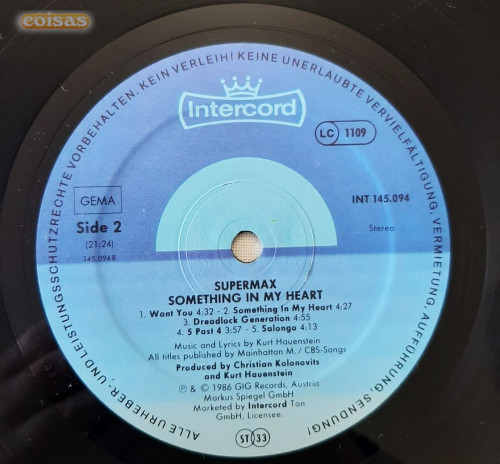 coisas
ALLE URHEBER- UND LEISTUNGSSCHUTZRECHTE VORBEHALTEN. KEIN VERLEIH! KEINE UNERLAUBTE VERVIELFÄLTIGUNG, VERMIETUNG, AUFFÜHRUNG, SENDUNG!
Intercord
LC 1109
GEMA
INT 145.094
Side 2
Stereo
(21:24)
145.094 B
SUPERMAX
SOMETHING IN MY HEART
1. Want You 4:32 - 2. Something In My Heart 4:27
3. Dreadlock Generation 4:55
4. 5 Past 4 3:57 - 5. Salongo 4:13
Music and Lyrics by Kurt Hauenstein
All titles published by Mainhattan M. / CBS-Songs
Produced by Christian Kolonovits
and Kurt Hauenstein
℗ & © 1986 GIG Records, Austria
Markus Spiegel GmbH
Marketed by Intercord Ton
GmbH, Licensee.
ST 33